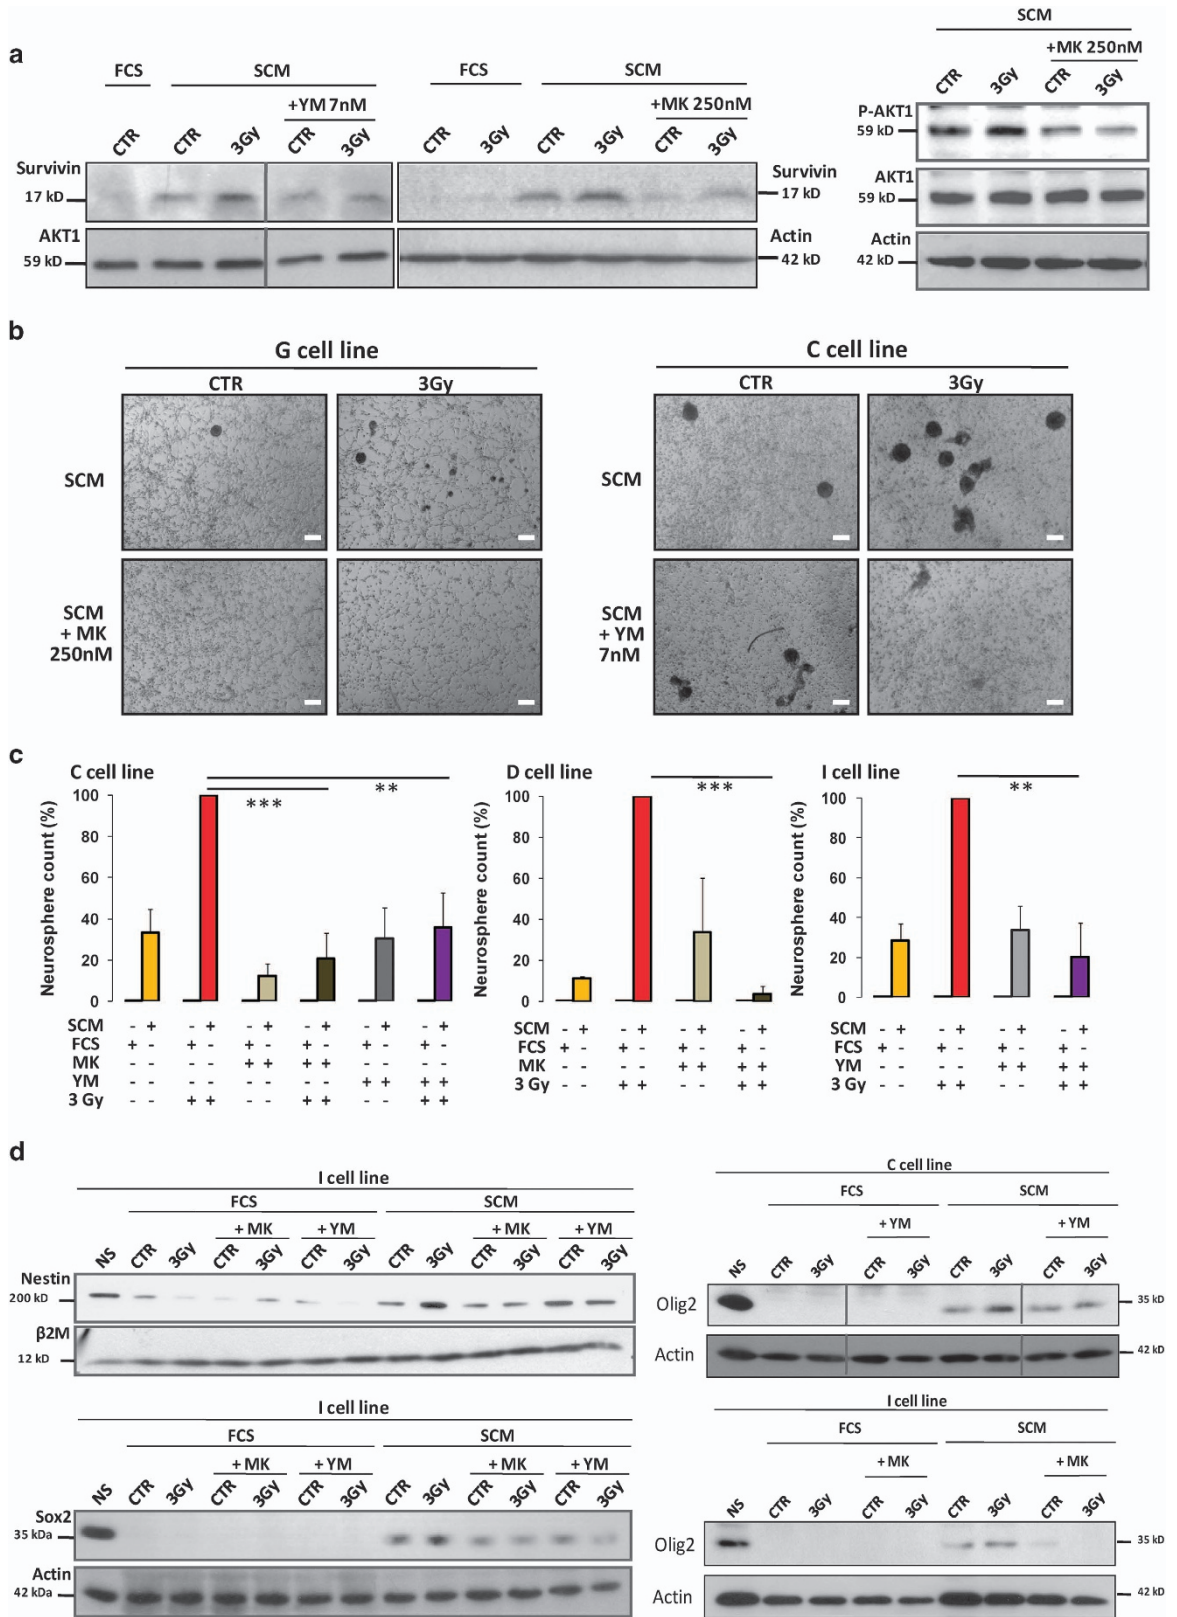 a
FCS SCM
+YM 7nM
CTR CTR 3Gy CTR 3Gy
Survivin
17 kD
AKT1
59 kD
FCS SCM
+MK 250nM
CTR 3Gy CTR 3Gy CTR 3Gy
Survivin
17 kD
Actin
42 kD
SCM
+MK 250nM
CTR 3Gy CTR 3Gy
P-AKT1
59 kD
AKT1
59 kD
Actin
42 kD
b
G cell line
CTR 3Gy
SCM
SCM
+ MK
250nM
C cell line
CTR 3Gy
SCM
SCM
+ YM
7nM
c
C cell line
Neurosphere count (%)
100
80
60
40
20
0
***
**
SCM - + - + - + - + - + - +
FCS + - + - + - + - + - + -
MK - - - - + + + + - - - -
YM - - - - - - - - + + + +
3 Gy - - + + - - + + - - + +
D cell line
Neurosphere count (%)
100
80
60
40
20
0
***
SCM - + - + - + - +
FCS + - + - + - + -
MK - - - - + + + +
3 Gy - - + + - - + +
I cell line
Neurosphere count (%)
100
80
60
40
20
0
**
SCM - + - + - + - +
FCS + - + - + - + -
YM - - - - + + + +
3 Gy - - + + - - + +
d
I cell line
FCS SCM
+ MK + YM + MK + YM
NS CTR 3Gy CTR 3Gy CTR 3Gy CTR 3Gy CTR 3Gy CTR 3Gy
Nestin
200 kD
β2M
12 kD
C cell line
FCS SCM
+ YM + YM
NS CTR 3Gy CTR 3Gy CTR 3Gy CTR 3Gy
Olig2 35 kD
Actin 42 kD
I cell line
FCS SCM
+ MK + YM + MK + YM
NS CTR 3Gy CTR 3Gy CTR 3Gy CTR 3Gy CTR 3Gy CTR 3Gy
Sox2
35 kDa
Actin
42 kDa
I cell line
FCS SCM
+ MK + MK
NS CTR 3Gy CTR 3Gy CTR 3Gy CTR 3Gy
Olig2 35 kD
Actin 42 kD